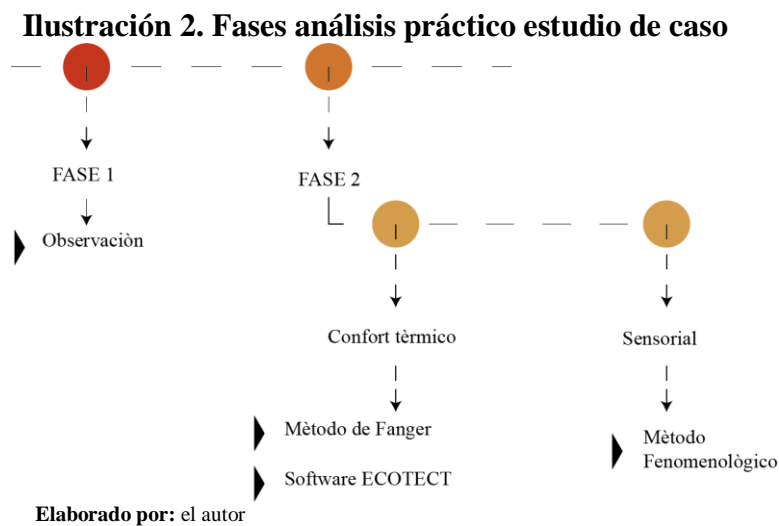 Ilustración 2. Fases análisis práctico estudio de caso
FASE 1
Observaciòn
FASE 2
Confort tèrmico
Mètodo de Fanger
Software ECOTECT
Sensorial
Mètodo
Fenomenològico
Elaborado por: el autor